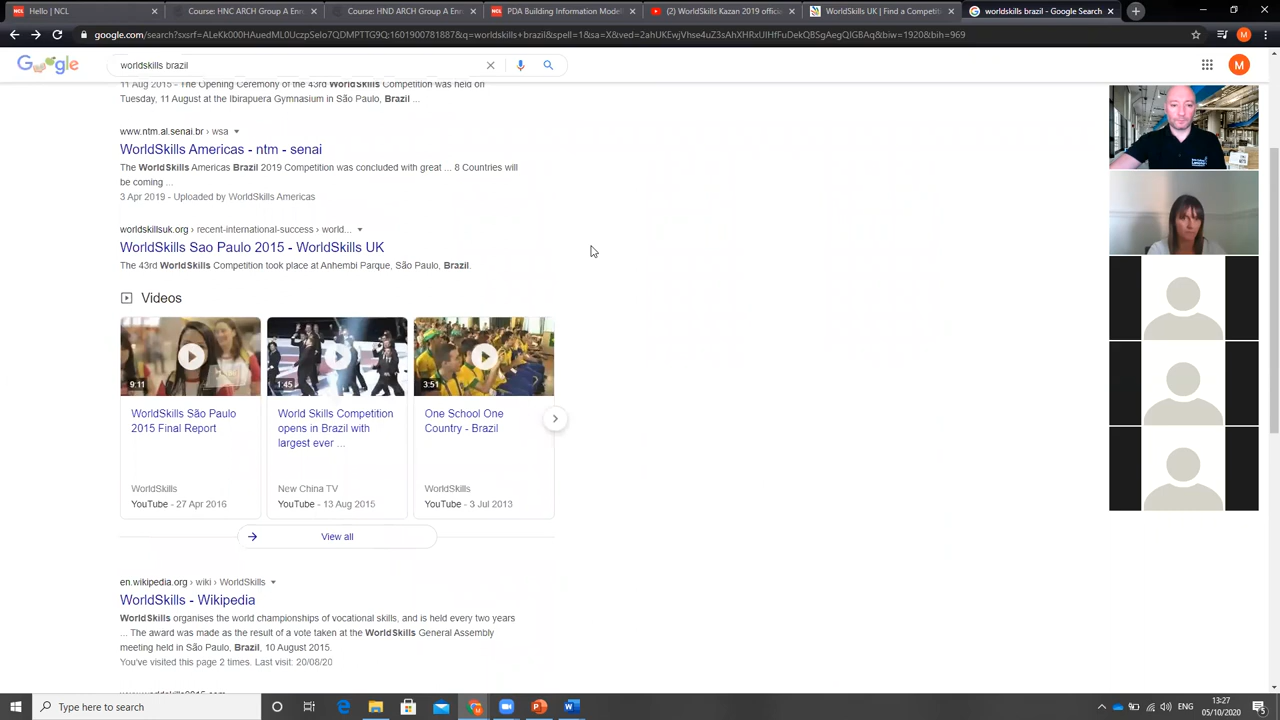 NCL
Course: HNC ARCH Group A Enr
Course: HND ARCH Group A Enr
PDA Building Information Model
(2) WorldSkills Kazan 2019 offici
WorldSkills UK | Find a Competit
worldskills brazil - Google Search
google.com/search?sxsrf=ALeKk000HAuedML0UczpSeIo7QDMPTTG9Q:1601900781887&q=worldskills+brazil&spell=1&sa=X&ved=2ahUKEwjVhse4uZ3sAhXHRxUIHfFuDekQBSgAegQIGBAq&biw=1920&bih=969
M
Google
worldskills brazil
M
11 Aug 2015 - The Opening Ceremony of the 43rd WorldSkills Competition was held on
Tuesday, 11 August at the Ibirapuera Gymnasium in São Paulo, Brazil ...
www.ntm.al.senai.br › wsa
WorldSkills Americas - ntm - senai
The WorldSkills Americas Brazil 2019 Competition was concluded with great ... 8 Countries will
be coming ...
3 Apr 2019 - Uploaded by WorldSkills Americas
worldskillsuk.org › recent-international-success › world...
WorldSkills Sao Paulo 2015 - WorldSkills UK
The 43rd WorldSkills Competition took place at Anhembi Parque, São Paulo, Brazil.
Videos
9:11
1:45
3:51
WorldSkills São Paulo
2015 Final Report
World Skills Competition
opens in Brazil with
largest ever ...
One School One
Country - Brazil
WorldSkills
New China TV
WorldSkills
YouTube - 27 Apr 2016
YouTube - 13 Aug 2015
YouTube - 3 Jul 2013
View all
en.wikipedia.org › wiki › WorldSkills
WorldSkills - Wikipedia
WorldSkills organises the world championships of vocational skills, and is held every two years
... The award was made as the result of a vote taken at the WorldSkills General Assembly
meeting held in São Paulo, Brazil, 10 August 2015.
You've visited this page 2 times. Last visit: 20/08/20
Type here to search
ENG
13:27
05/10/2020